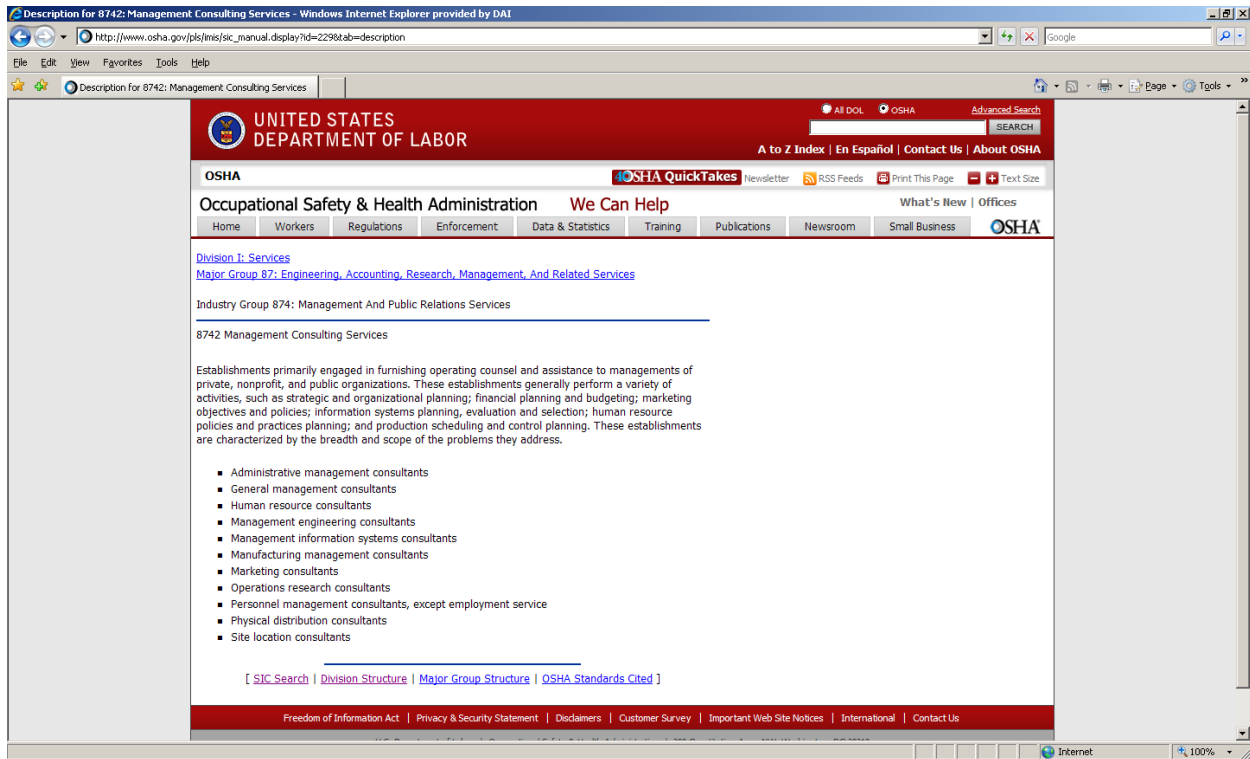 Description for 8742: Management Consulting Services - Windows Internet Explorer provided by DAI
http://www.osha.gov/pls/imis/sic_manual.display?id=229&tab=description
Google
File Edit View Favorites Tools Help
Description for 8742: Management Consulting Services
Page Tools »
UNITED STATES
DEPARTMENT OF LABOR
All DOL OSHA Advanced Search
SEARCH
A to Z Index | En Español | Contact Us | About OSHA
OSHA
40 OSHA QuickTakes Newsletter RSS Feeds Print This Page - + Text Size
Occupational Safety & Health Administration We Can Help
What's New | Offices
Home Workers Regulations Enforcement Data & Statistics Training Publications Newsroom Small Business OSHA
Division I: Services
Major Group 87: Engineering, Accounting, Research, Management, And Related Services
Industry Group 874: Management And Public Relations Services
8742 Management Consulting Services
Establishments primarily engaged in furnishing operating counsel and assistance to managements of
private, nonprofit, and public organizations. These establishments generally perform a variety of
activities, such as strategic and organizational planning; financial planning and budgeting; marketing
objectives and policies; information systems planning, evaluation and selection; human resource
policies and practices planning; and production scheduling and control planning. These establishments
are characterized by the breadth and scope of the problems they address.
Administrative management consultants
General management consultants
Human resource consultants
Management engineering consultants
Management information systems consultants
Manufacturing management consultants
Marketing consultants
Operations research consultants
Personnel management consultants, except employment service
Physical distribution consultants
Site location consultants
[ SIC Search | Division Structure | Major Group Structure | OSHA Standards Cited ]
Freedom of Information Act | Privacy & Security Statement | Disclaimers | Customer Survey | Important Web Site Notices | International | Contact Us
Internet
100%